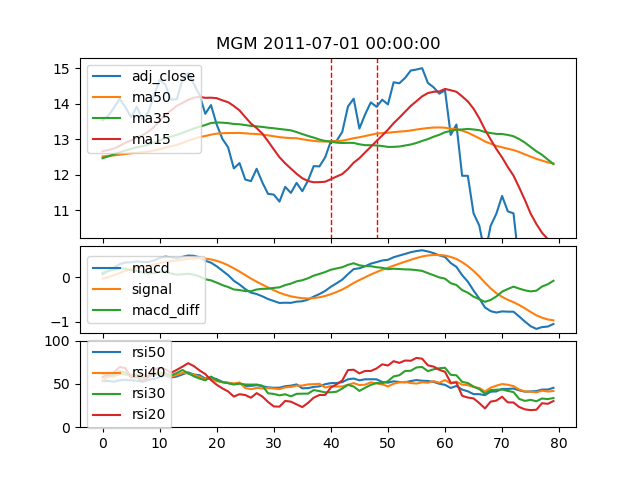 MGM 2011-07-01 00:00:00
15
14
13
12
11
adj_close
ma50
ma35
ma15
0
−1
macd
signal
macd_diff
100
50
0
rsi50
rsi40
rsi30
rsi20
0 10 20 30 40 50 60 70 80